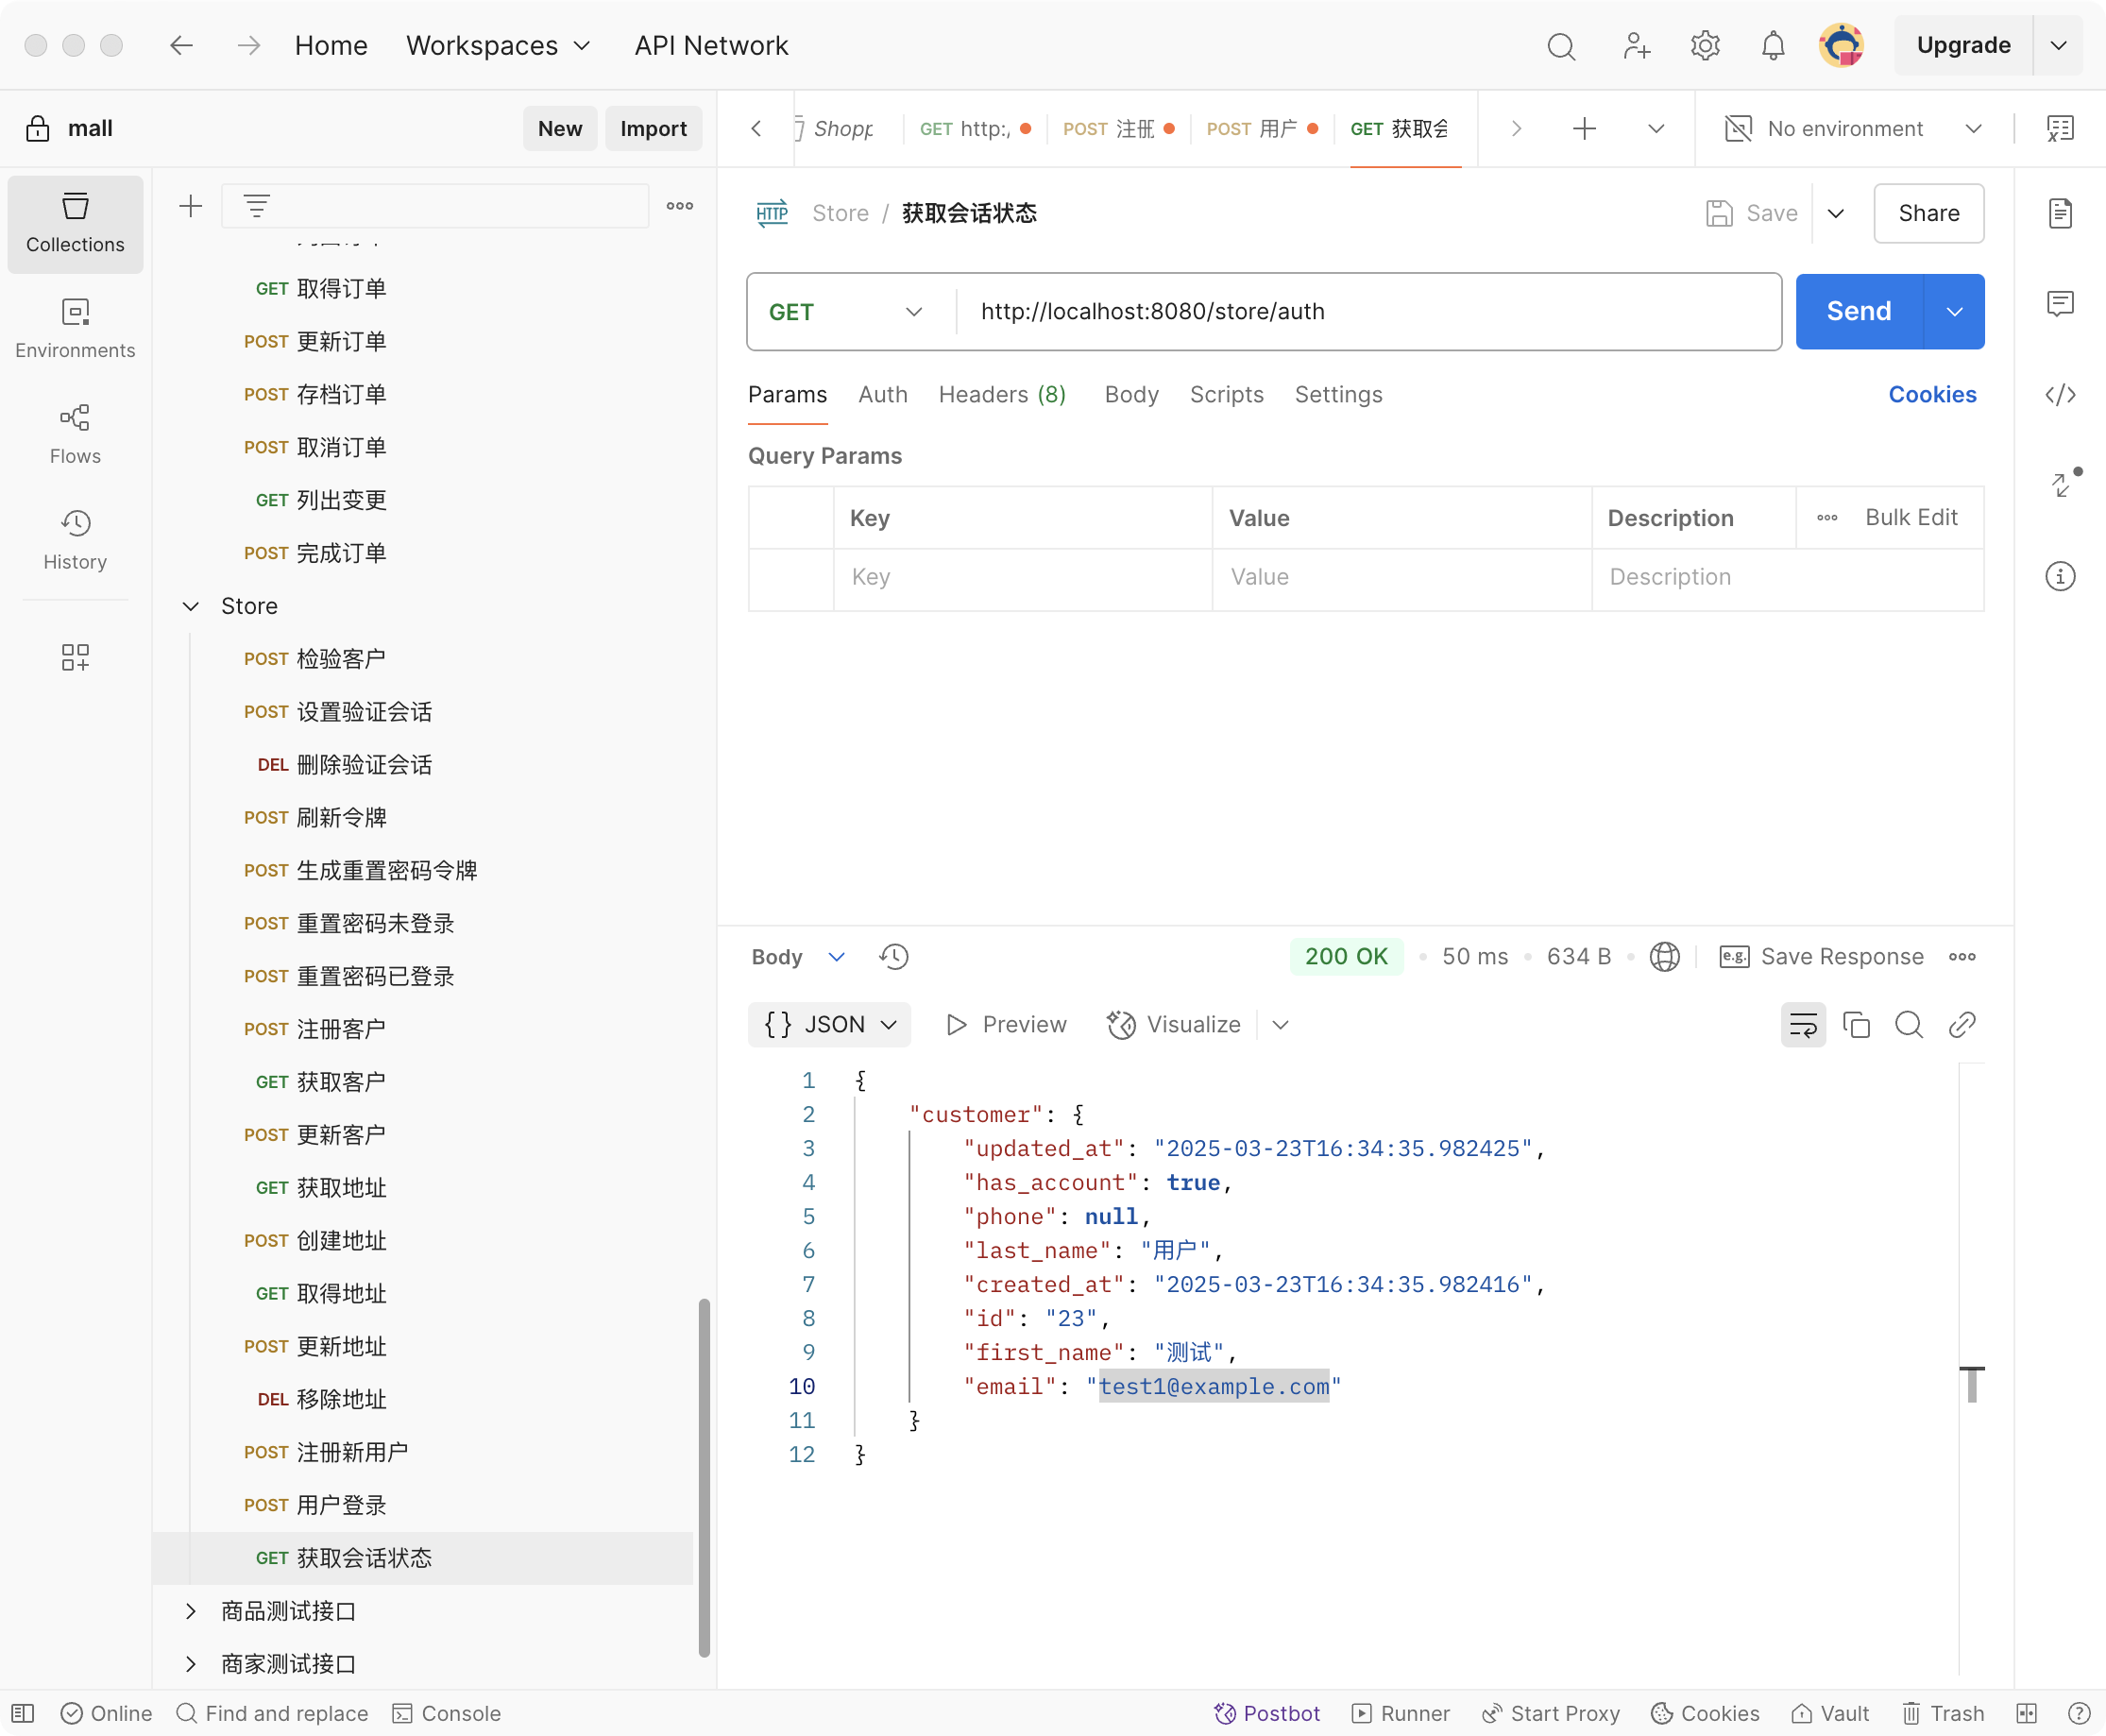 Home Workspaces API Network Upgrade
mall New Import
Shopp GET http:/ POST 注册 POST 用户 GET 获取会 No environment
Collections
Environments
Flows
History
GET 取得订单
POST 更新订单
POST 存档订单
POST 取消订单
GET 列出变更
POST 完成订单
Store
POST 检验客户
POST 设置验证会话
DEL 删除验证会话
POST 刷新令牌
POST 生成重置密码令牌
POST 重置密码未登录
POST 重置密码已登录
POST 注册客户
GET 获取客户
POST 更新客户
GET 获取地址
POST 创建地址
GET 取得地址
POST 更新地址
DEL 移除地址
POST 注册新用户
POST 用户登录
GET 获取会话状态
商品测试接口
商家测试接口
HTTP Store / 获取会话状态 Save Share
GET http://localhost:8080/store/auth Send
Params Auth Headers (8) Body Scripts Settings Cookies
Query Params
Key Value Description Bulk Edit
Key Value Description
Body 200 OK 50 ms 634 B e.g. Save Response
{} JSON Preview Visualize
1 {
2 "customer": {
3 "updated_at": "2025-03-23T16:34:35.982425",
4 "has_account": true,
5 "phone": null,
6 "last_name": "用户",
7 "created_at": "2025-03-23T16:34:35.982416",
8 "id": "23",
9 "first_name": "测试",
10 "email": "test1@example.com"
11 }
12 }
Online Find and replace Console Postbot Runner Start Proxy Cookies Vault Trash